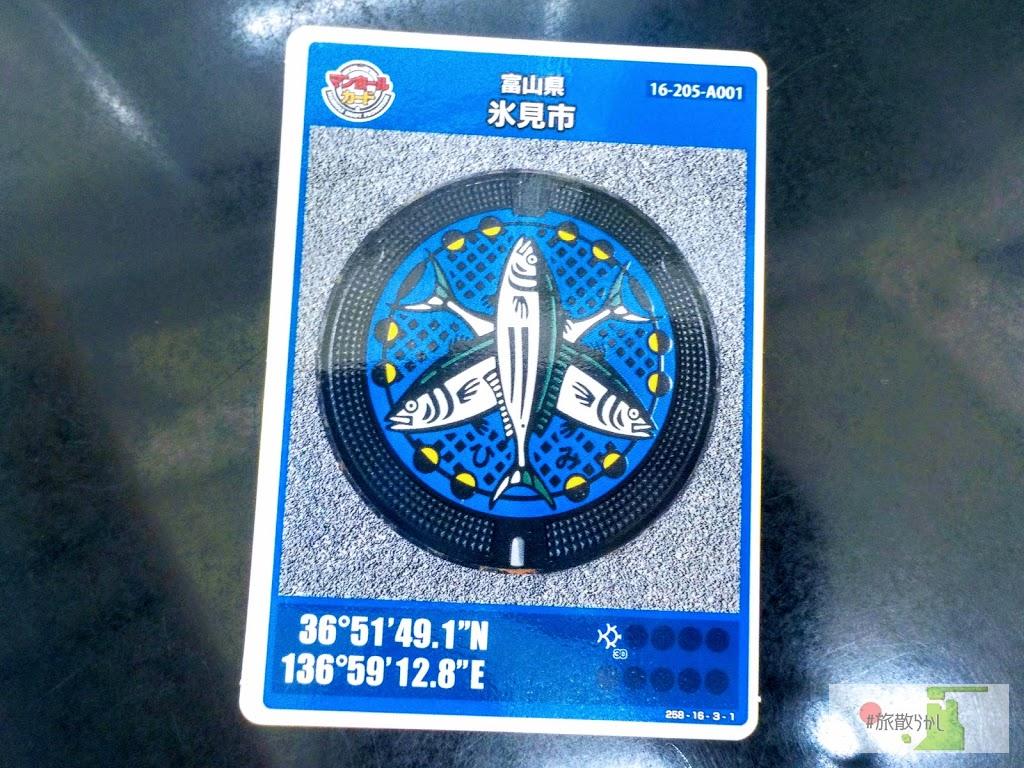 マンホール
カード
富山県
氷見市
16-205-A001
ひみ
36°51'49.1"N
136°59'12.8"E
30
258-16-3-1
#旅散らかし